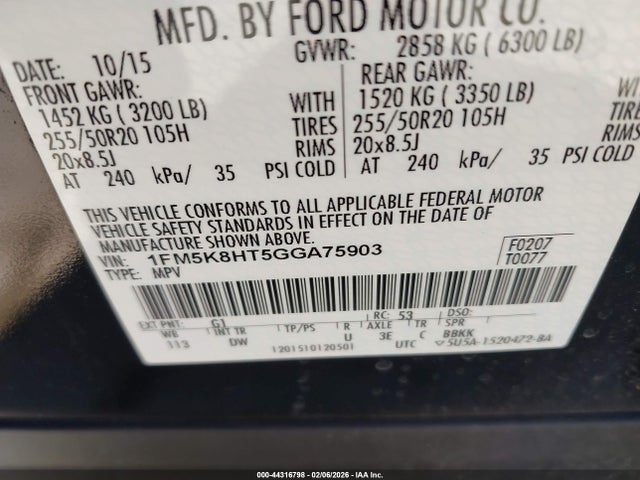 MFD. BY FORD MOTOR CO.
DATE: 10/15 GVWR: 2858 KG ( 6300 LB)
FRONT GAWR: REAR GAWR:
1452 KG ( 3200 LB) WITH 1520 KG ( 3350 LB) WITH
255/50R20 105H TIRES 255/50R20 105H TIRES
20x8.5J RIMS 20x8.5J RIMS
AT 240 kPa/ 35 PSI COLD AT 240 kPa/ 35 PSI COLD
THIS VEHICLE CONFORMS TO ALL APPLICABLE FEDERAL MOTOR
VEHICLE SAFETY STANDARDS IN EFFECT ON THE DATE OF
MANUFACTURE SHOWN ABOVE.
VIN: 1FM5K8HT5GGA75903 F0207
TYPE: MPV T0077
EXT PNT: G1 RC: 53 DSO:
WB INT TR TP/PS R AXLE TR SPR
113 DW U 3E C BBKK
1201510120501 UTC 5U5A-1520472-BA
000-44316798 - 02/06/2026 - IAA Inc.